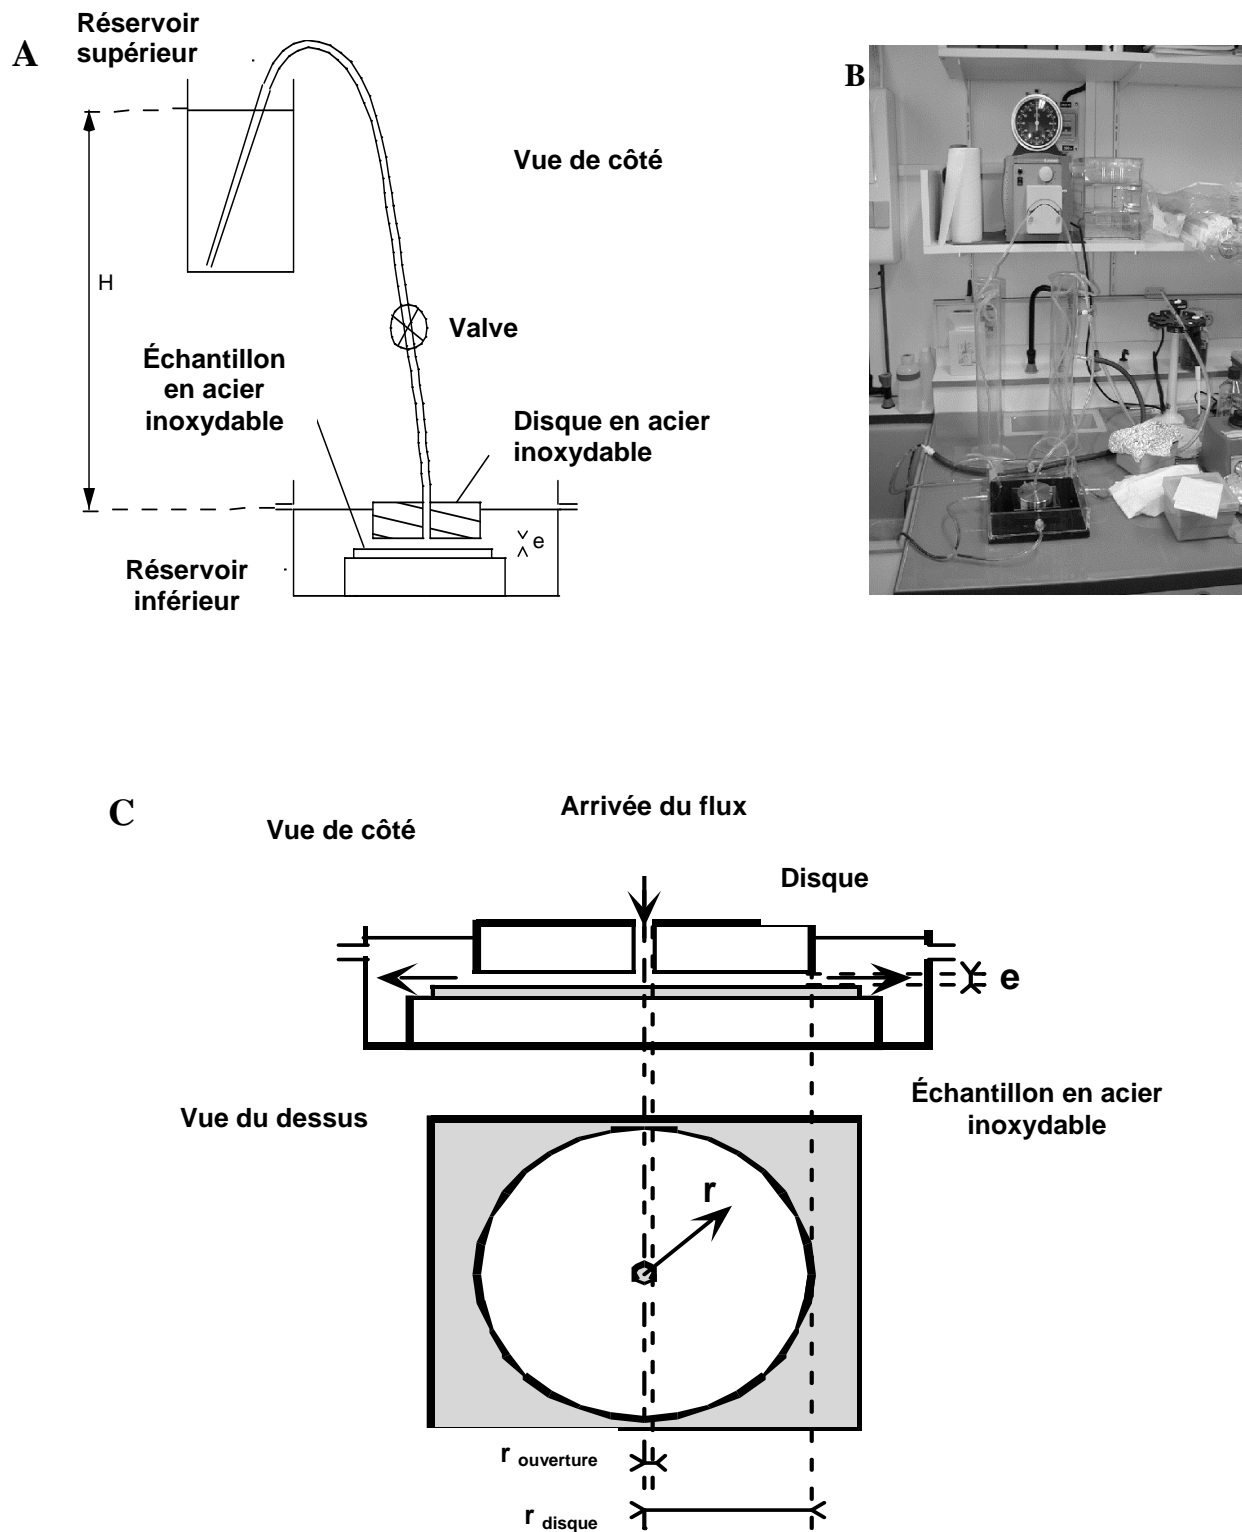 A
Réservoir
supérieur
B
Vue de côté
H
Valve
Échantillon
en acier
inoxydable
Disque en acier
inoxydable
e
Réservoir
inférieur
C
Arrivée du flux
Vue de côté
Disque
e
Échantillon en acier
inoxydable
Vue du dessus
r
r ouverture
r disque